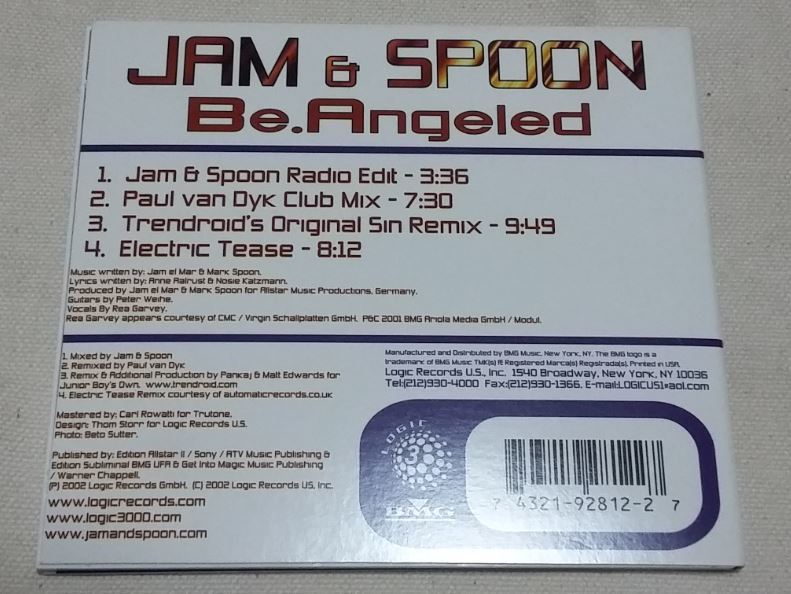 JAM & SPOON
Be.Angeled
1. Jam & Spoon Radio Edit - 3:36
2. Paul van Dyk Club Mix - 7:30
3. Trendroid's Original Sin Remix - 9:49
4. Electric Tease - 8:12
Music written by: Jam el Mar & Mark Spoon.
Lyrics written by: Anne Ralrust & Nosie Katzmann.
Produced by Jam el Mar & Mark Spoon for Allstar Music Productions, Germany.
Guitars by Peter Weihe.
Vocals By Rea Garvey.
Rea Garvey appears courtesy of CMC / Virgin Schallplatten GmbH. P&C 2001 BMG Ariola Media GmbH / Modul.
1. Mixed by Jam & Spoon
2. Remixed by Paul van Dyk
3. Remix & Additional Production by Pankaj & Matt Edwards for
Junior Boy's Own. www.trendroid.com
4. Electric Tease Remix courtesy of automaticrecords.co.uk
Mastered by: Carl Rowatti for Trutone.
Design: Thom Storr for Logic Records U.S.
Photo: Beto Sutter.
Published by: Edition Allstar II / Sony / ATV Music Publishing &
Edition Subliminal BMG UFA & Get Into Magic Music Publishing
/ Warner Chappell.
(P) 2002 Logic Records GmbH. (C) 2002 Logic Records US, Inc.
www.logicrecords.com
www.logic3000.com
www.jamandspoon.com
Manufactured and Distributed by BMG Music, New York, NY. The BMG logo is a
trademark of BMG Music TMK(s) ® Registered Marca(s) Registrada(s). Printed in USA.
Logic Records U.S., Inc. 1540 Broadway, New York, NY 10036
Tel:(212)930-4000 Fax:(212)930-1366, E-mail:LOGICUS1@aol.com
LOGIC
3
BMG
7 4321-92812-2 7